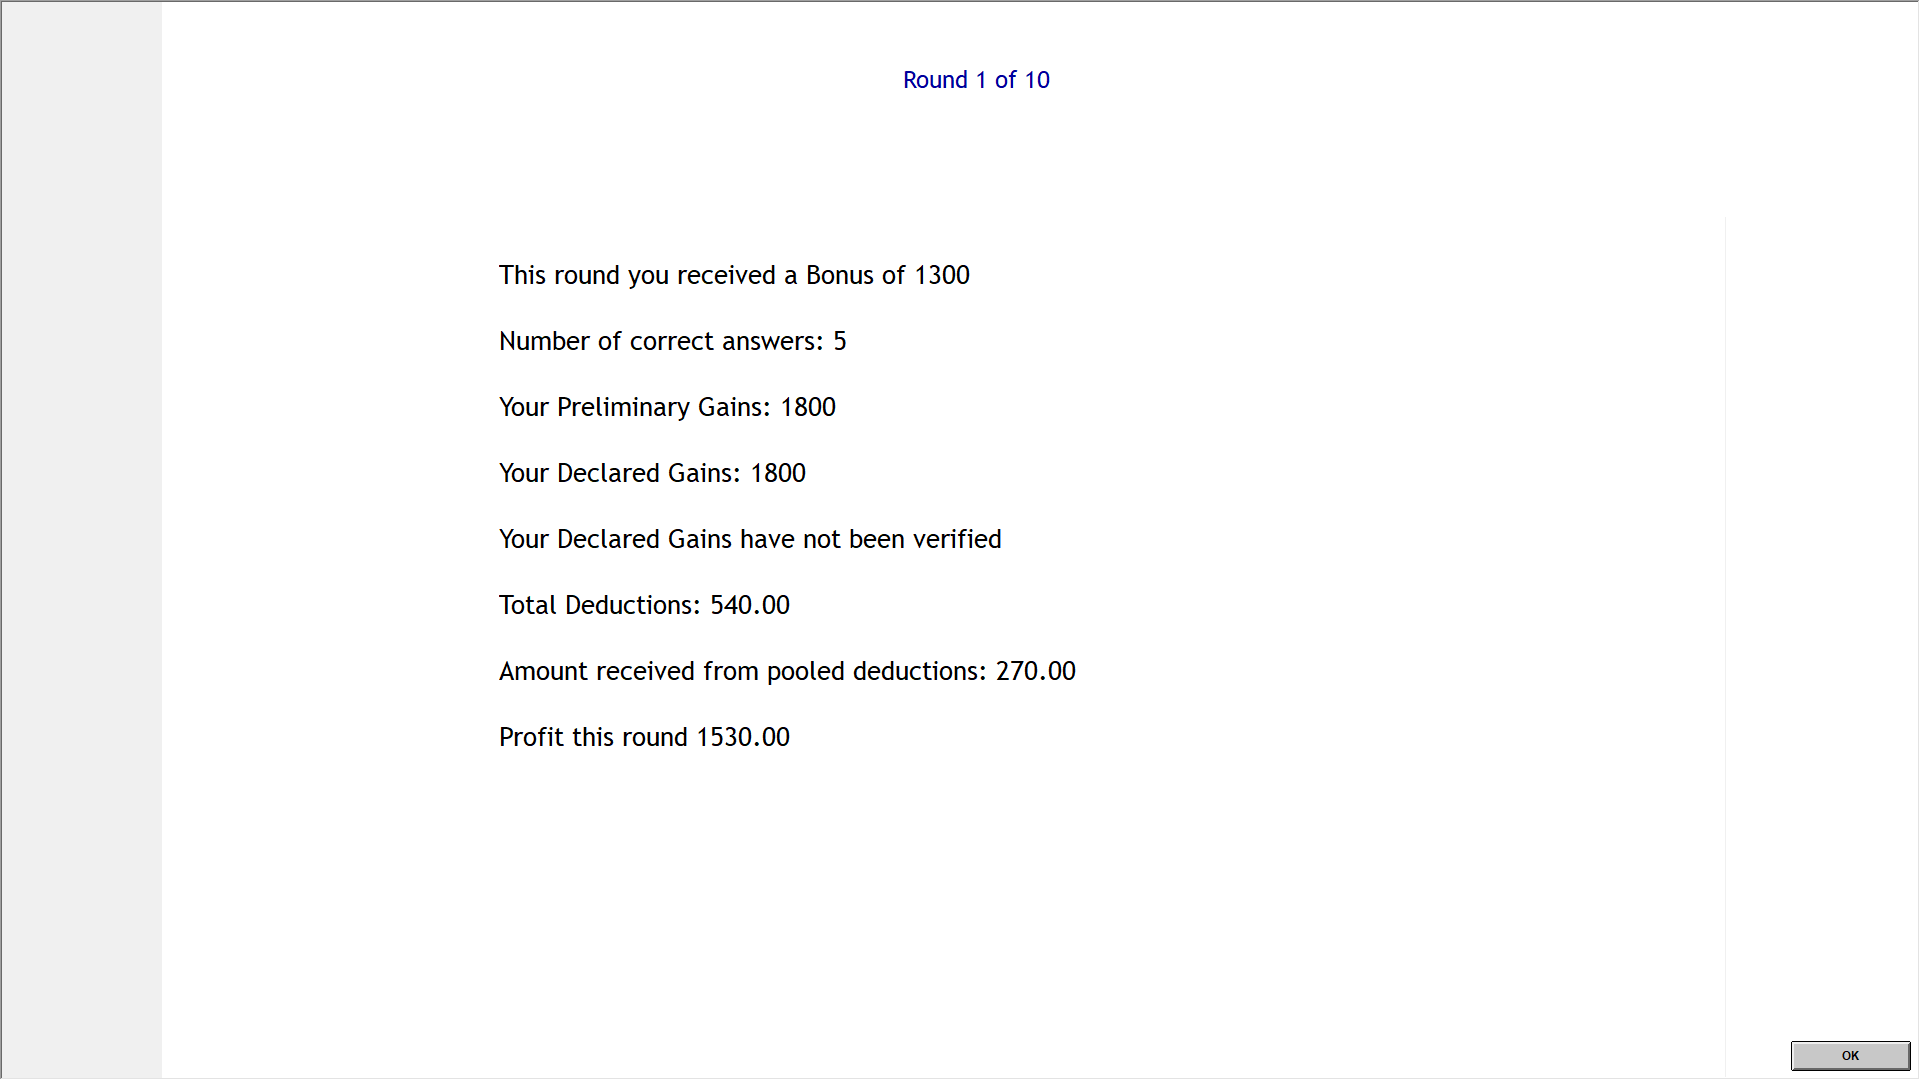 Round 1 of 10
This round you received a Bonus of 1300
Number of correct answers: 5
Your Preliminary Gains: 1800
Your Declared Gains: 1800
Your Declared Gains have not been verified
Total Deductions: 540.00
Amount received from pooled deductions: 270.00
Profit this round 1530.00
OK